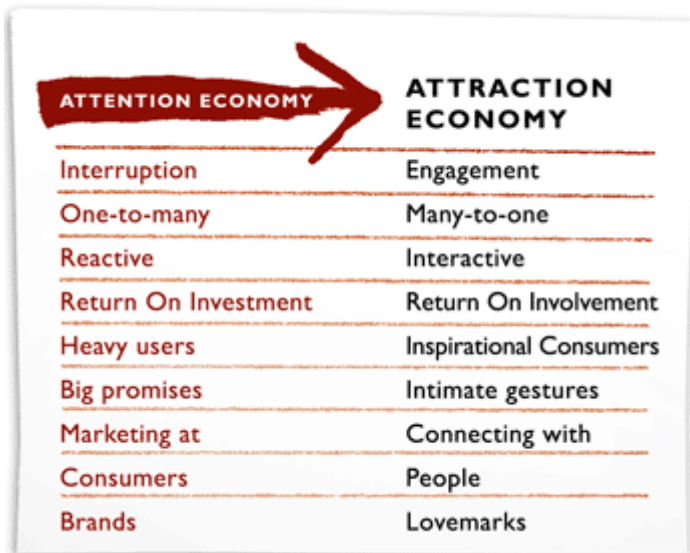 ATTENTION ECONOMY
ATTRACTION
ECONOMY
Interruption Engagement
One-to-many Many-to-one
Reactive Interactive
Return On Investment Return On Involvement
Heavy users Inspirational Consumers
Big promises Intimate gestures
Marketing at Connecting with
Consumers People
Brands Lovemarks